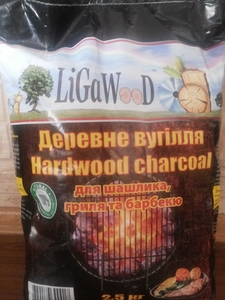 LiGaWooD
Деревне вугілля
Hardwood charcoal
для шашлика,
гриля та барбекю
2,5 кг